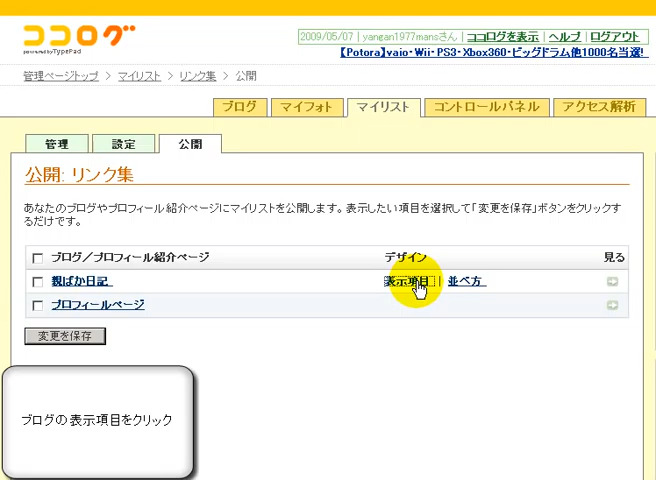 ココログ
powered by TypePad
2009/05/07 | yangan1977mansさん | ココログを表示 | ヘルプ | ログアウト
【Potora】vaio・Wii・PS3・Xbox360・ビッグドラム他1000名当選!
管理ページトップ > マイリスト > リンク集 > 公開
ブログ マイフォト マイリスト コントロールパネル アクセス解析
管理 設定 公開
公開: リンク集
あなたのブログやプロフィール紹介ページにマイリストを公開します。表示したい項目を選択して「変更を保存」ボタンをクリックするだけです。
ブログ/プロフィール紹介ページ デザイン 見る
親ばか日記 表示項目 | 並べ方
プロフィールページ
変更を保存
ブログの表示項目をクリック